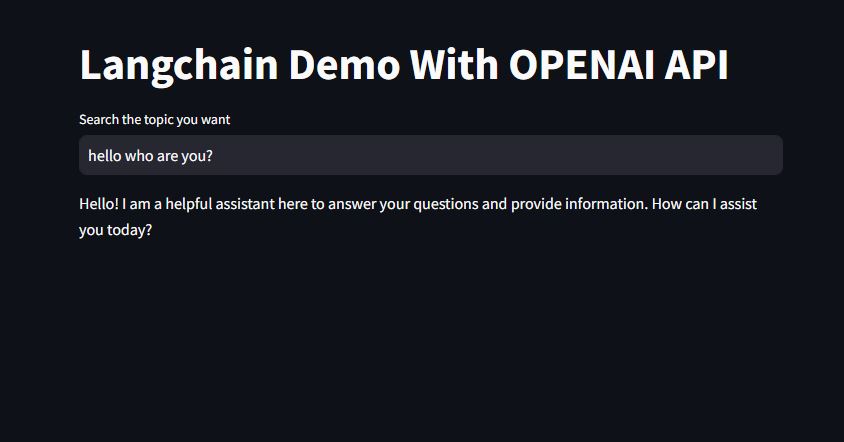 Langchain Demo With OPENAI API
Search the topic you want
hello who are you?
Hello! I am a helpful assistant here to answer your questions and provide information. How can I assist
you today?